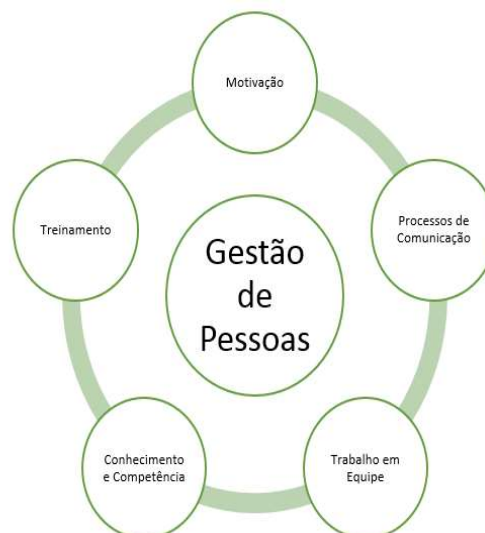 Motivação
Processos de
Comunicação
Trabalho em
Equipe
Conhecimento
e Competência
Treinamento
Gestão
de
Pessoas